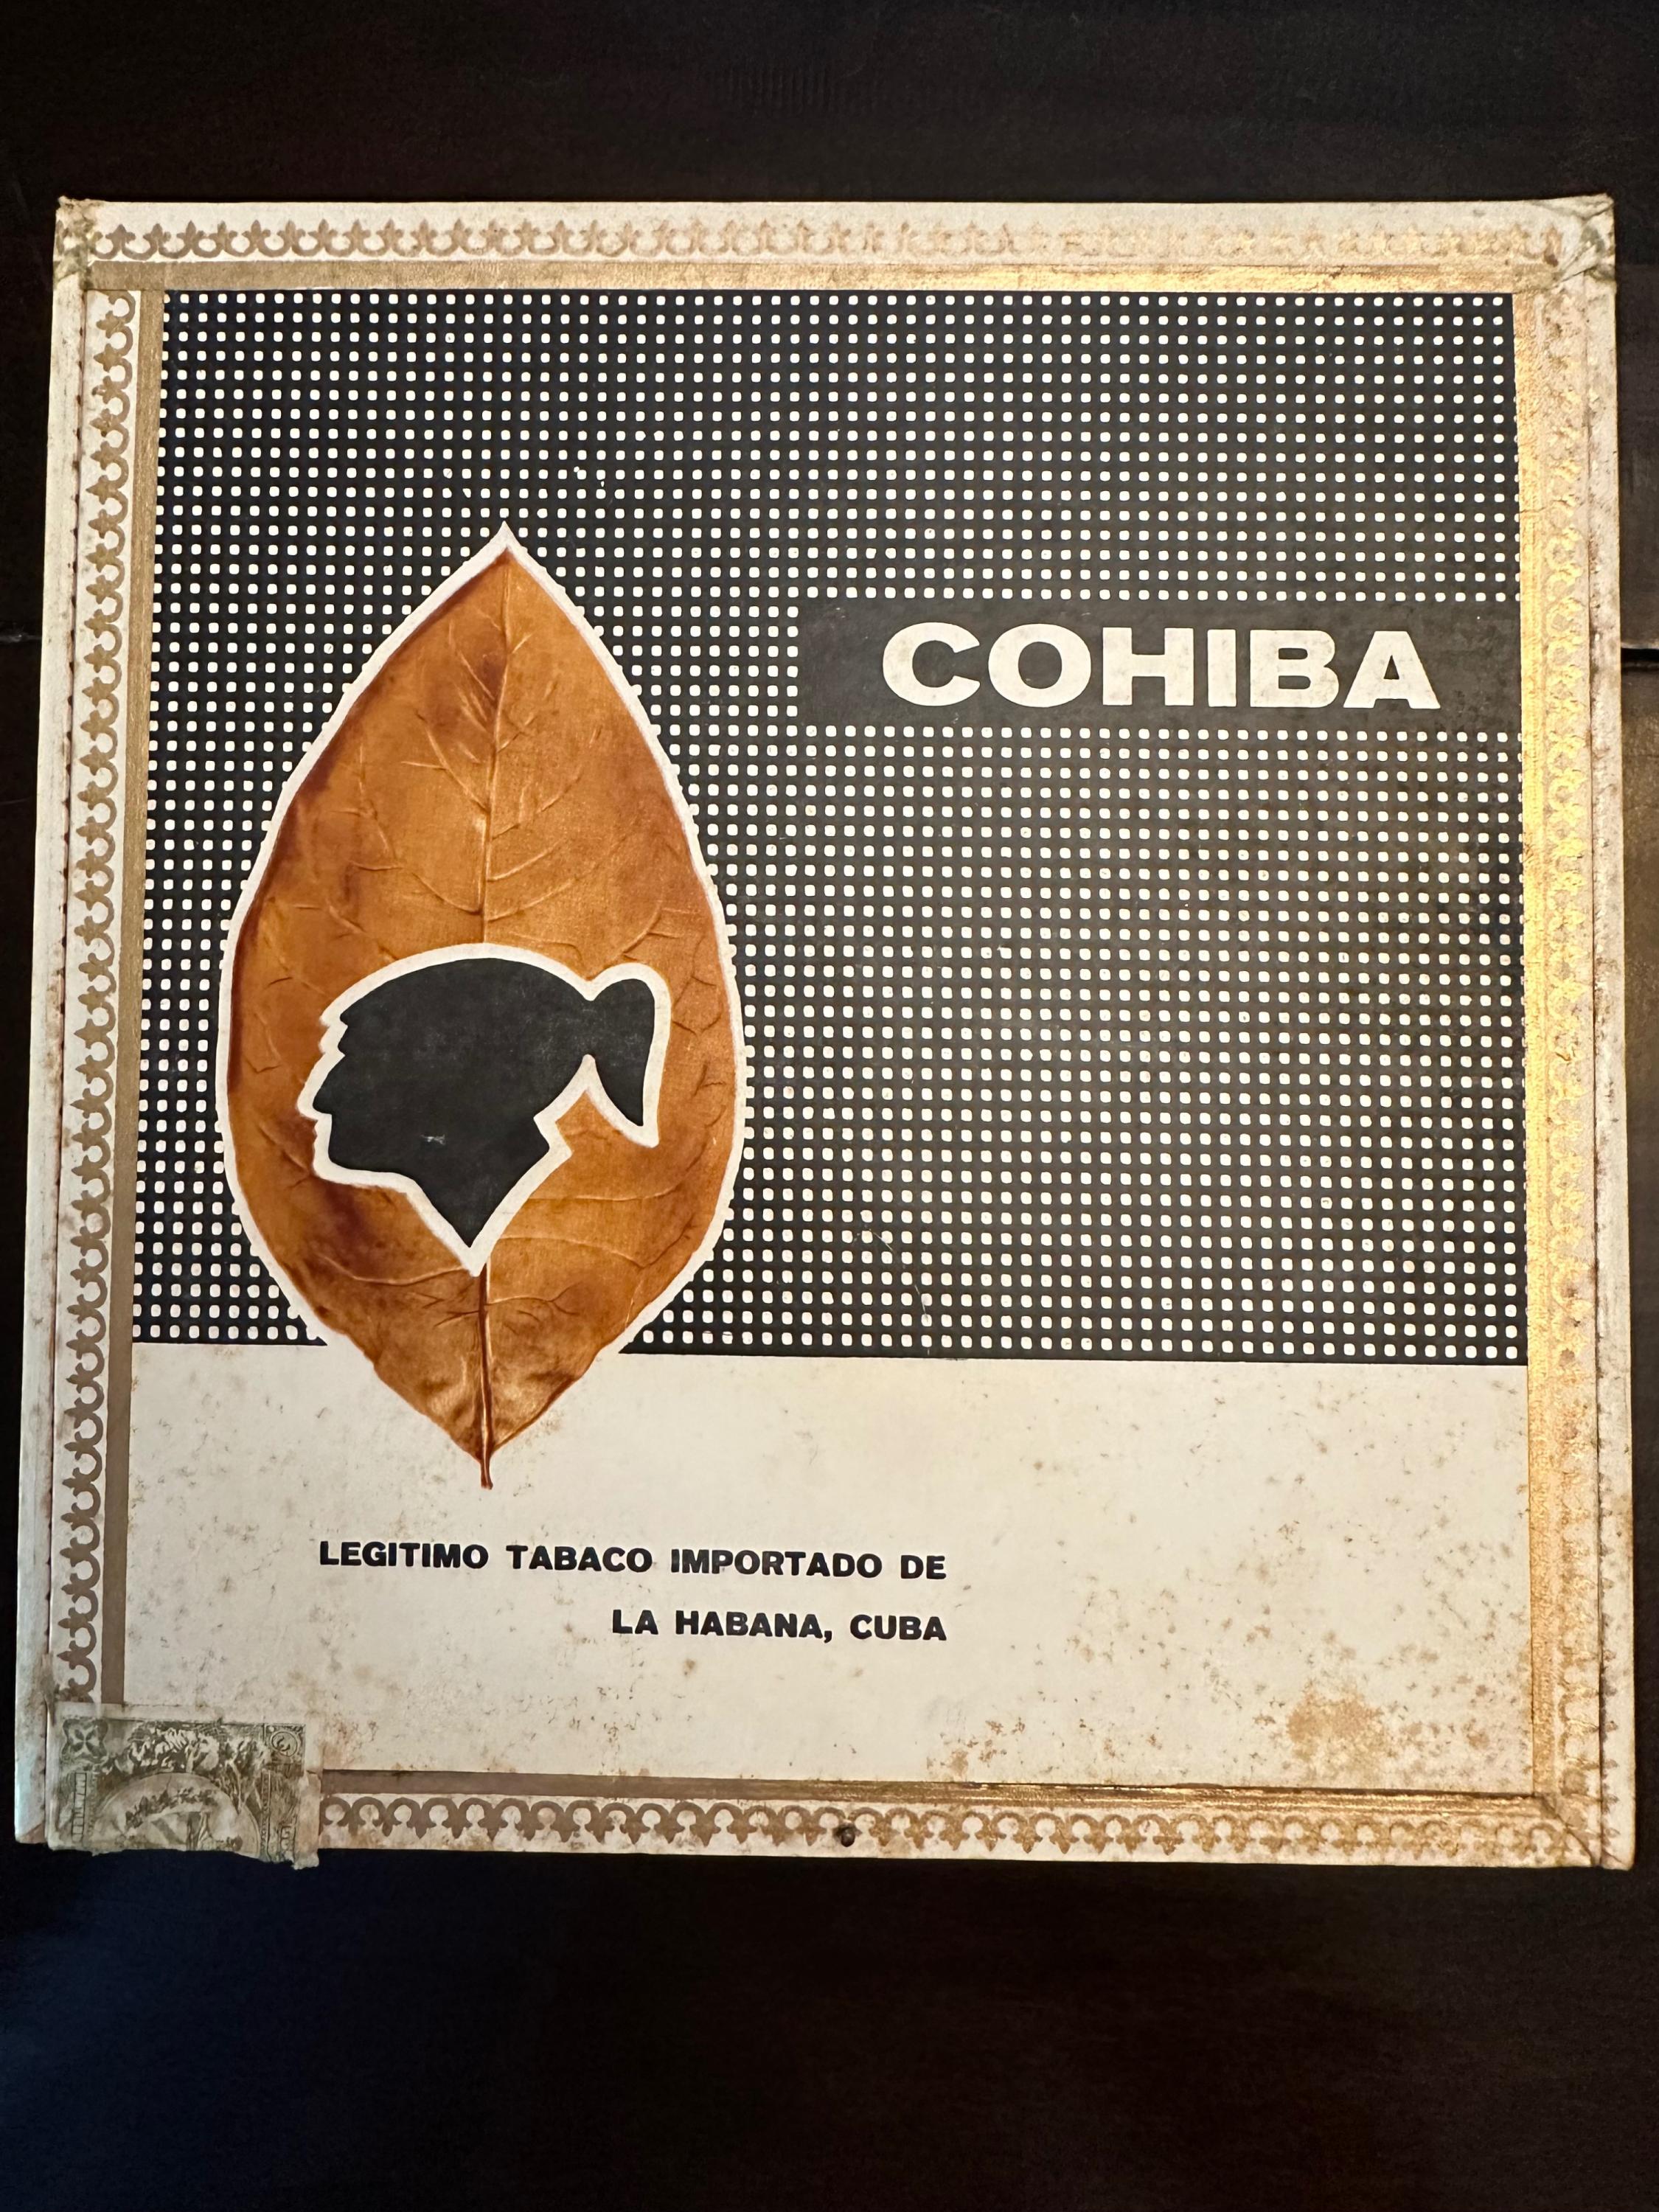 COHIBA
LEGITIMO TABACO IMPORTADO DE
LA HABANA, CUBA